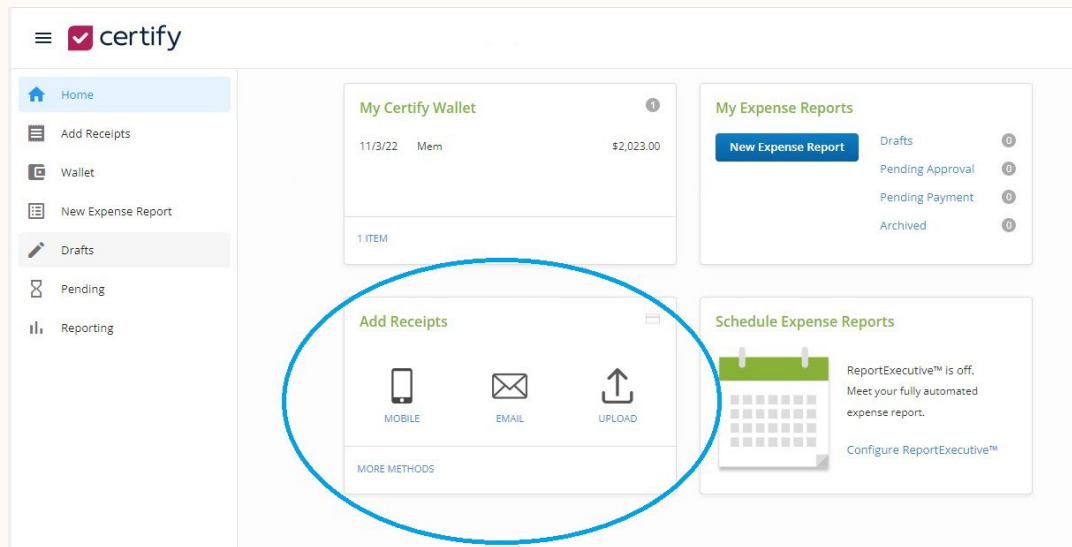 certify
Home
Add Receipts
Wallet
New Expense Report
Drafts
Pending
Reporting
My Certify Wallet 1
11/3/22 Mem $2,023.00
1 ITEM
My Expense Reports
New Expense Report
Drafts 0
Pending Approval 0
Pending Payment 0
Archived 0
Add Receipts
MOBILE EMAIL UPLOAD
MORE METHODS
Schedule Expense Reports
ReportExecutive™ is off.
Meet your fully automated
expense report.
Configure ReportExecutive™